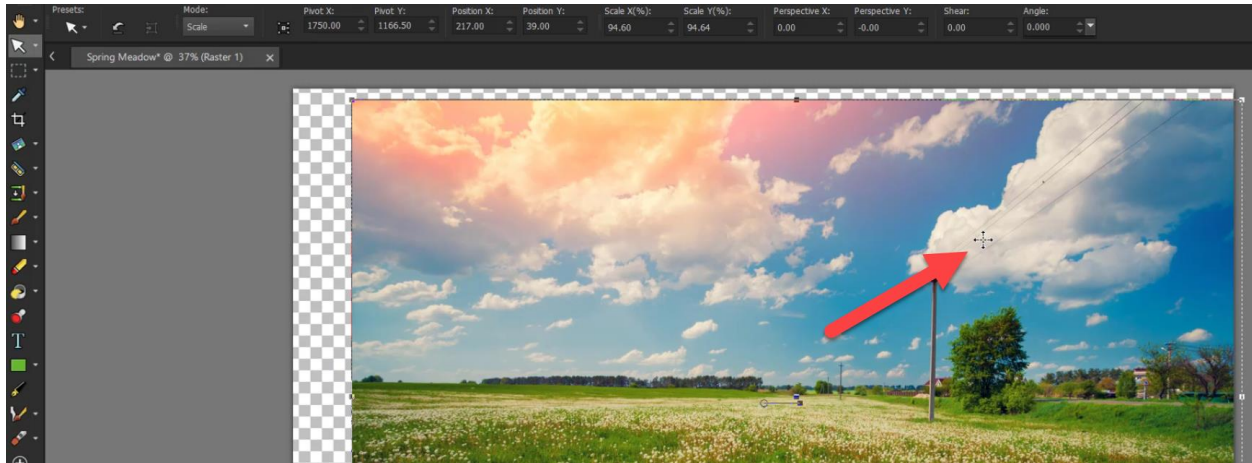 Presets:
Mode:
Pivot X:
Pivot Y:
Position X:
Position Y:
Scale X(%):
Scale Y(%):
Perspective X:
Perspective Y:
Shear:
Angle:
Scale
1750.00
1166.50
217.00
39.00
94.60
94.64
0.00
-0.00
0.00
0.000
Spring Meadow* @ 37% (Raster 1)
T